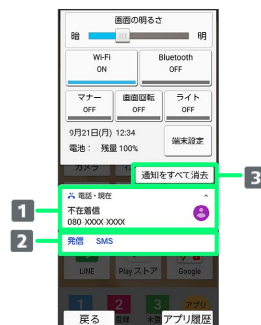 画面の明るさ
暗 明
Wi-Fi
ON
Bluetooth
OFF
マナー
OFF
画面回転
OFF
ライト
OFF
9月21日(月) 12:34
電池： 残量 100%
端末設定
カメラ
通知をすべて消去
3
電話・現在
1
不在着信
080-XXXX-XXXX
2
発信 SMS
LINE
Play ストア
Google
1 2 3 アプリ
戻る
アプリ履歴